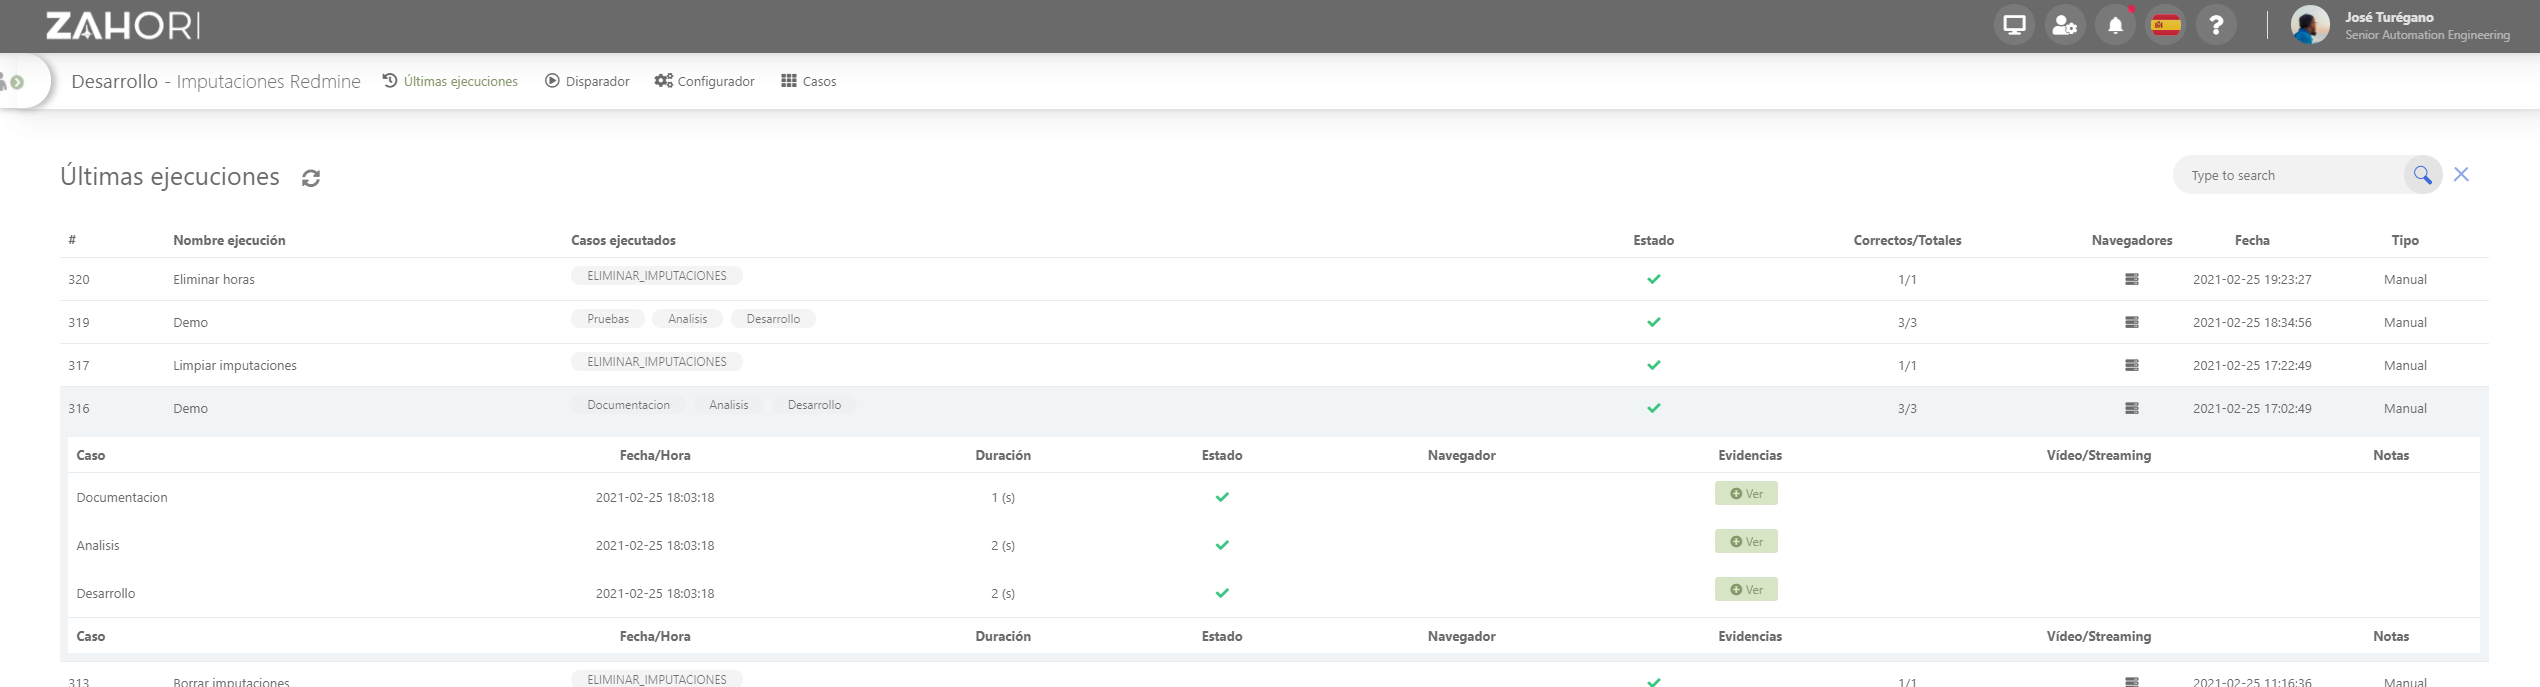 ZAHORI
José Turégano
Senior Automation Engineering
Desarrollo - Imputaciones Redmine Últimas ejecuciones Disparador Configurador Casos
Últimas ejecuciones Type to search
# Nombre ejecución Casos ejecutados Estado Correctos/Totales Navegadores Fecha Tipo
320 Eliminar horas ELIMINAR_IMPUTACIONES 1/1 2021-02-25 19:23:27 Manual
319 Demo Pruebas Analisis Desarrollo 3/3 2021-02-25 18:34:56 Manual
317 Limpiar imputaciones ELIMINAR_IMPUTACIONES 1/1 2021-02-25 17:22:49 Manual
316 Demo Documentacion Analisis Desarrollo 3/3 2021-02-25 17:02:49 Manual
Caso Fecha/Hora Duración Estado Navegador Evidencias Vídeo/Streaming Notas
Documentacion 2021-02-25 18:03:18 1 (s) Ver
Analisis 2021-02-25 18:03:18 2 (s) Ver
Desarrollo 2021-02-25 18:03:18 2 (s) Ver
Caso Fecha/Hora Duración Estado Navegador Evidencias Vídeo/Streaming Notas
313 Borrar imputaciones ELIMINAR_IMPUTACIONES 1/1 2021-02-25 11:16:36 Manual